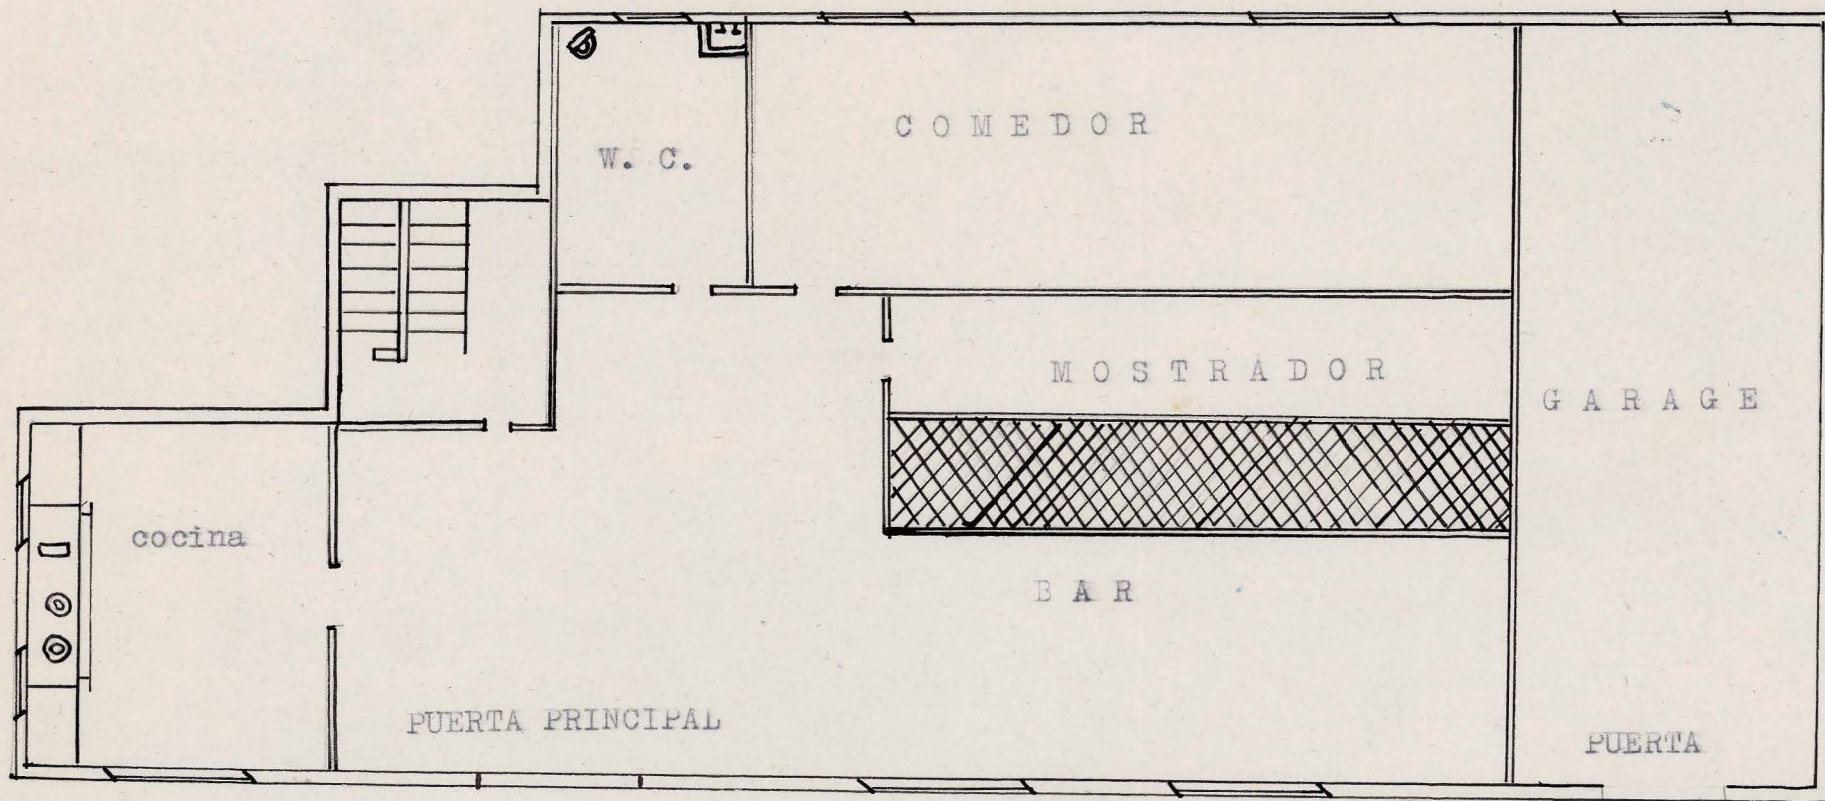 COMEDOR
W. C.
MOSTRADOR
GARAGE
cocina
BAR
PUERTA PRINCIPAL
PUERTA